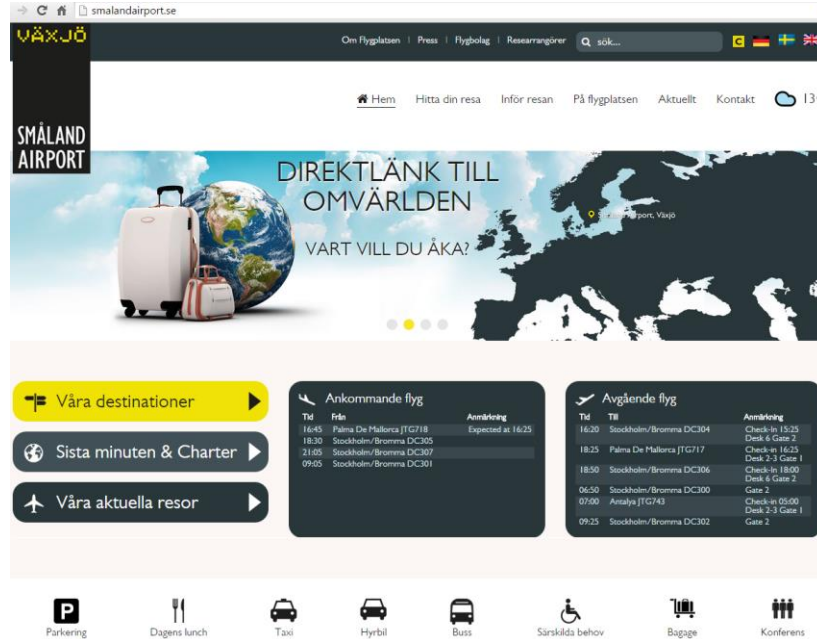 smalandairport.se
VÄXJÖ
Om Flygplatsen | Press | Flygbolag | Researrangörer
sök...
C
SMÅLAND
AIRPORT
Hem Hitta din resa Inför resan På flygplatsen Aktuellt Kontakt
DIREKTLÄNK TILL
OMVÄRLDEN
VART VILL DU ÅKA?
Airport, Växjö
Våra destinationer
Sista minuten & Charter
Våra aktuella resor
Ankommande flyg
Tid Från Anmärkning
16:45 Palma De Mallorca JTG718 Expected at 16:25
18:30 Stockholm/Bromma DC305
21:05 Stockholm/Bromma DC307
09:05 Stockholm/Bromma DC301
Avgående flyg
Tid Till Anmärkning
16:20 Stockholm/Bromma DC304 Check-In 15:25
Desk 6 Gate 2
18:25 Palma De Mallorca JTG717 Check-in 16:25
Desk 2-3 Gate 1
18:50 Stockholm/Bromma DC306 Check-In 18:00
Desk 6 Gate 2
06:50 Stockholm/Bromma DC300 Gate 2
07:00 Antalya JTG743 Check-in 05:00
Desk 2-3 Gate 1
09:25 Stockholm/Bromma DC302 Gate 2
P
Parkering Dagens lunch Taxi Hyrbil Buss Särskilda behov Bagage Konferens